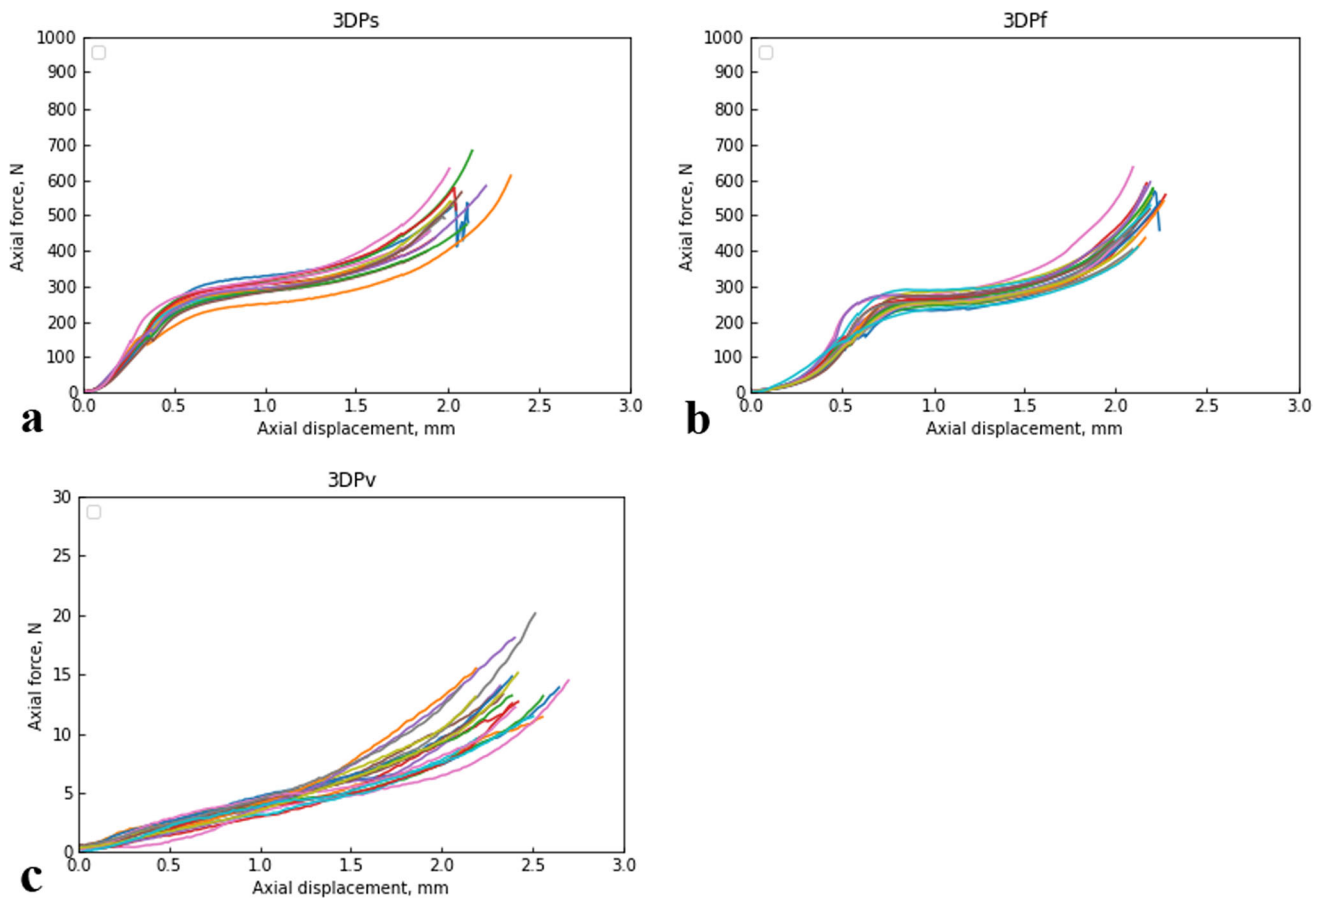 3DPs
1000
900
800
700
600
500
400
300
200
100
0
Axial force, N
0.0 0.5 1.0 1.5 2.0 2.5 3.0
Axial displacement, mm
a
3DPf
1000
900
800
700
600
500
400
300
200
100
0
Axial force, N
0.0 0.5 1.0 1.5 2.0 2.5 3.0
Axial displacement, mm
b
3DPv
30
25
20
15
10
5
0
Axial force, N
0.0 0.5 1.0 1.5 2.0 2.5 3.0
Axial displacement, mm
c